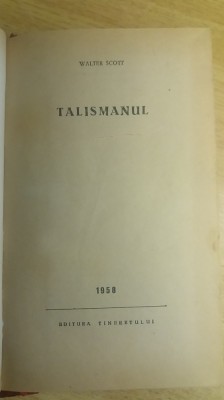 WALTER SCOTT
TALISMANUL
1958
EDITURA TINERETULUI